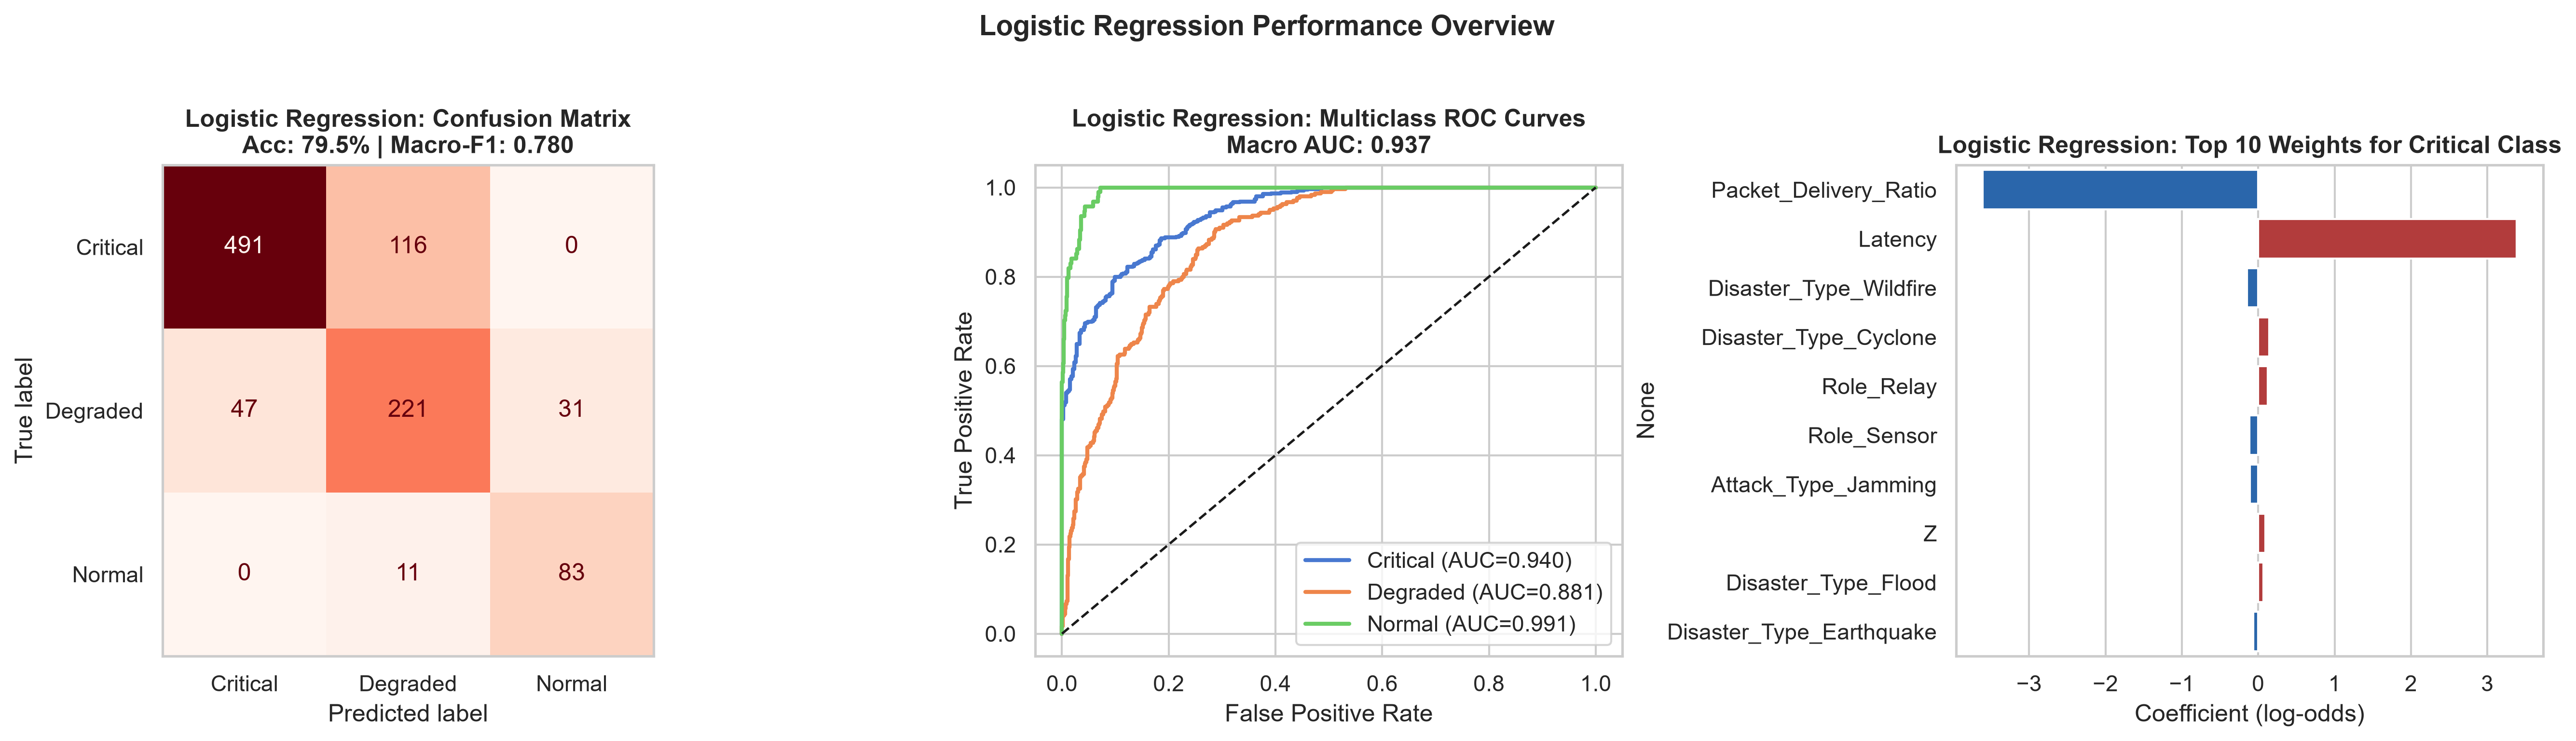 Logistic Regression Performance Overview
Logistic Regression: Confusion Matrix
Acc: 79.5% | Macro-F1: 0.780
True label
Critical
491 116 0
Degraded
47 221 31
Normal
0 11 83
Critical Degraded Normal
Predicted label
Logistic Regression: Multiclass ROC Curves
Macro AUC: 0.937
True Positive Rate
1.0
0.8
0.6
0.4
0.2
0.0
Critical (AUC=0.940)
Degraded (AUC=0.881)
Normal (AUC=0.991)
0.0 0.2 0.4 0.6 0.8 1.0
False Positive Rate
Logistic Regression: Top 10 Weights for Critical Class
None
Packet_Delivery_Ratio
Latency
Disaster_Type_Wildfire
Disaster_Type_Cyclone
Role_Relay
Role_Sensor
Attack_Type_Jamming
Z
Disaster_Type_Flood
Disaster_Type_Earthquake
−3 −2 −1 0 1 2 3
Coefficient (log-odds)